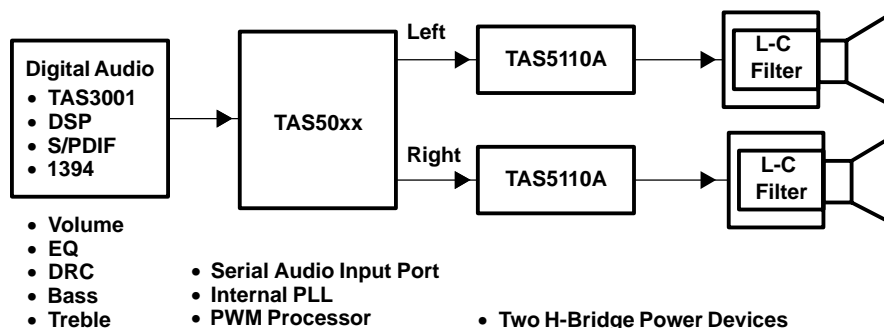 Digital Audio
• TAS3001
• DSP
• S/PDIF
• 1394
TAS50xx
Left
TAS5110A
L-C
Filter
Right
TAS5110A
L-C
Filter
• Volume
• EQ
• DRC
• Bass
• Treble
• Serial Audio Input Port
• Internal PLL
• PWM Processor
• Two H-Bridge Power Devices